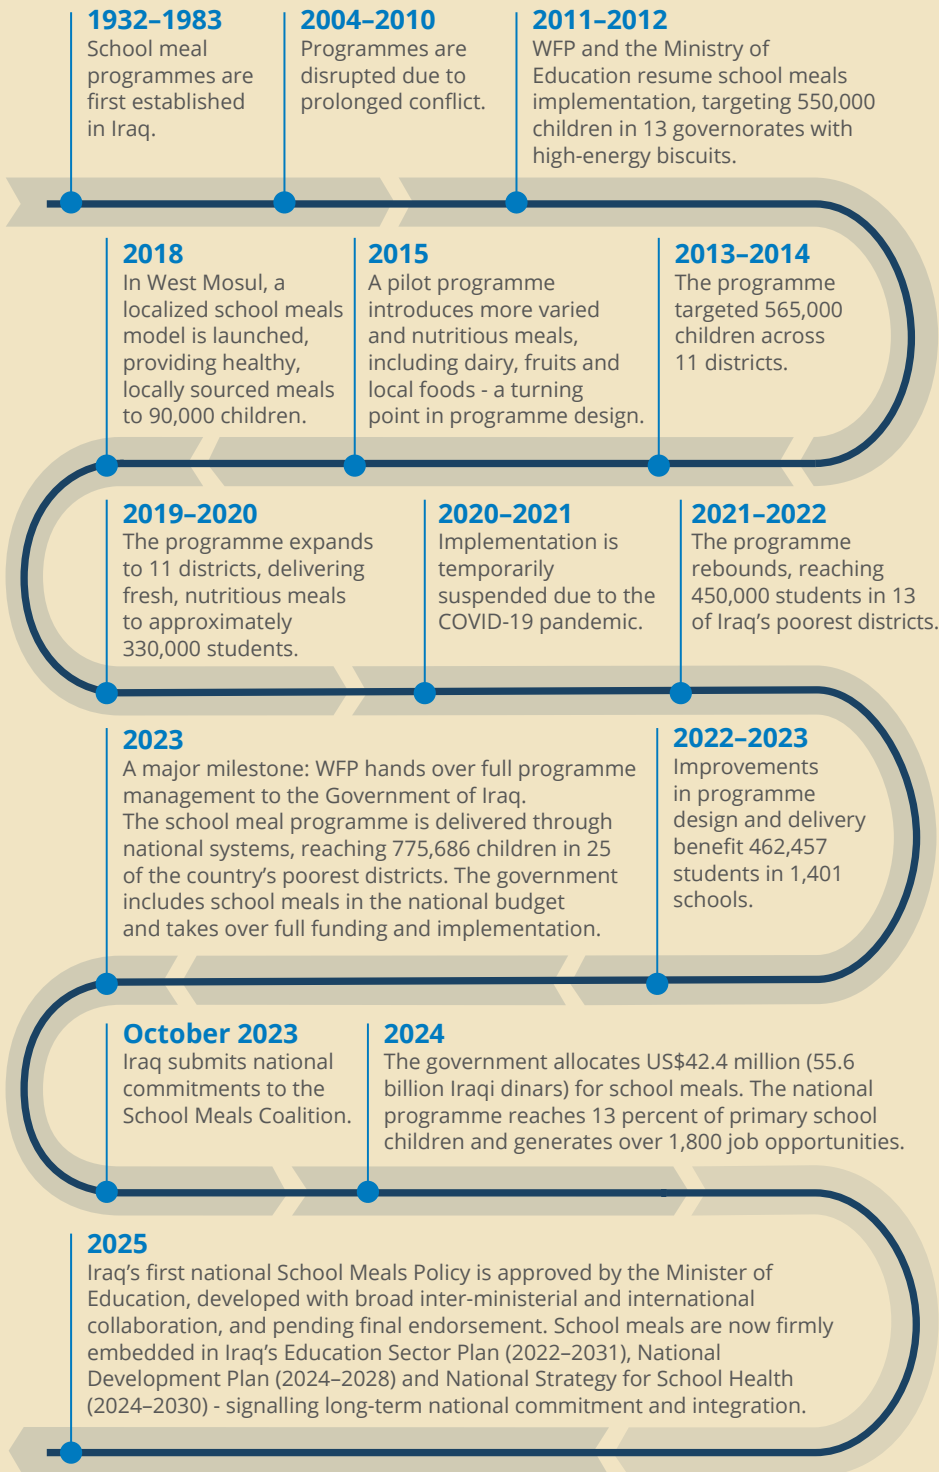 1932–1983
School meal
programmes are
first established
in Iraq.
2004–2010
Programmes are
disrupted due to
prolonged conflict.
2011–2012
WFP and the Ministry of
Education resume school meals
implementation, targeting 550,000
children in 13 governorates with
high-energy biscuits.
2013–2014
The programme
targeted 565,000
children across
11 districts.
2015
A pilot programme
introduces more varied
and nutritious meals,
including dairy, fruits and
local foods - a turning
point in programme design.
2018
In West Mosul, a
localized school meals
model is launched,
providing healthy,
locally sourced meals
to 90,000 children.
2019–2020
The programme expands
to 11 districts, delivering
fresh, nutritious meals
to approximately
330,000 students.
2020–2021
Implementation is
temporarily
suspended due to the
COVID-19 pandemic.
2021–2022
The programme
rebounds, reaching
450,000 students in 13
of Iraq’s poorest districts.
2022–2023
Improvements
in programme
design and delivery
benefit 462,457
students in 1,401
schools.
2023
A major milestone: WFP hands over full programme
management to the Government of Iraq.
The school meal programme is delivered through
national systems, reaching 775,686 children in 25
of the country’s poorest districts. The government
includes school meals in the national budget
and takes over full funding and implementation.
October 2023
Iraq submits national
commitments to the
School Meals Coalition.
2024
The government allocates US$42.4 million (55.6
billion Iraqi dinars) for school meals. The national
programme reaches 13 percent of primary school
children and generates over 1,800 job opportunities.
2025
Iraq’s first national School Meals Policy is approved by the Minister of
Education, developed with broad inter-ministerial and international
collaboration, and pending final endorsement. School meals are now firmly
embedded in Iraq’s Education Sector Plan (2022–2031), National
Development Plan (2024–2028) and National Strategy for School Health
(2024–2030) - signalling long-term national commitment and integration.